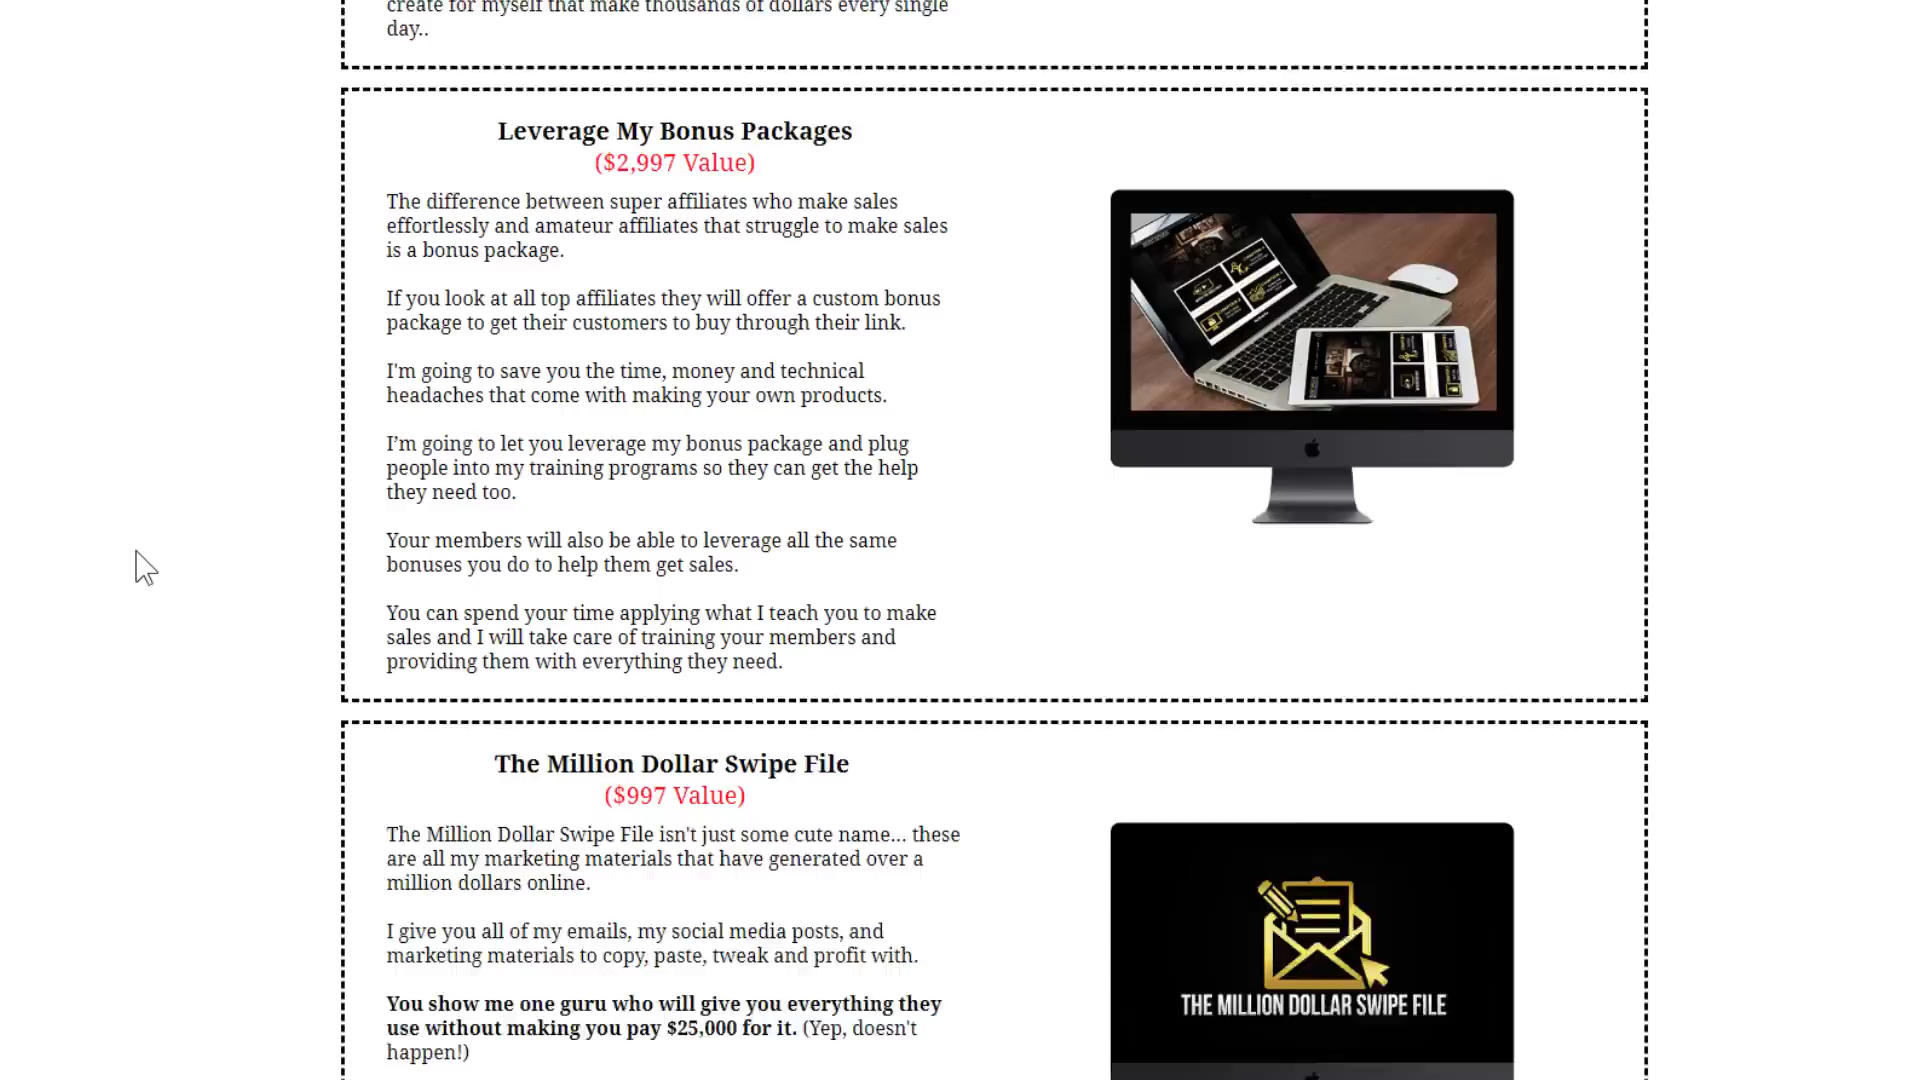 create for myself that make thousands of dollars every single
day..
Leverage My Bonus Packages
($2,997 Value)
The difference between super affiliates who make sales
effortlessly and amateur affiliates that struggle to make sales
is a bonus package.
If you look at all top affiliates they will offer a custom bonus
package to get their customers to buy through their link.
I'm going to save you the time, money and technical
headaches that come with making your own products.
I’m going to let you leverage my bonus package and plug
people into my training programs so they can get the help
they need too.
Your members will also be able to leverage all the same
bonuses you do to help them get sales.
You can spend your time applying what I teach you to make
sales and I will take care of training your members and
providing them with everything they need.
The Million Dollar Swipe File
($997 Value)
The Million Dollar Swipe File isn't just some cute name... these
are all my marketing materials that have generated over a
million dollars online.
I give you all of my emails, my social media posts, and
marketing materials to copy, paste, tweak and profit with.
You show me one guru who will give you everything they
use without making you pay $25,000 for it. (Yep, doesn't
happen!)
THE MILLION DOLLAR SWIPE FILE